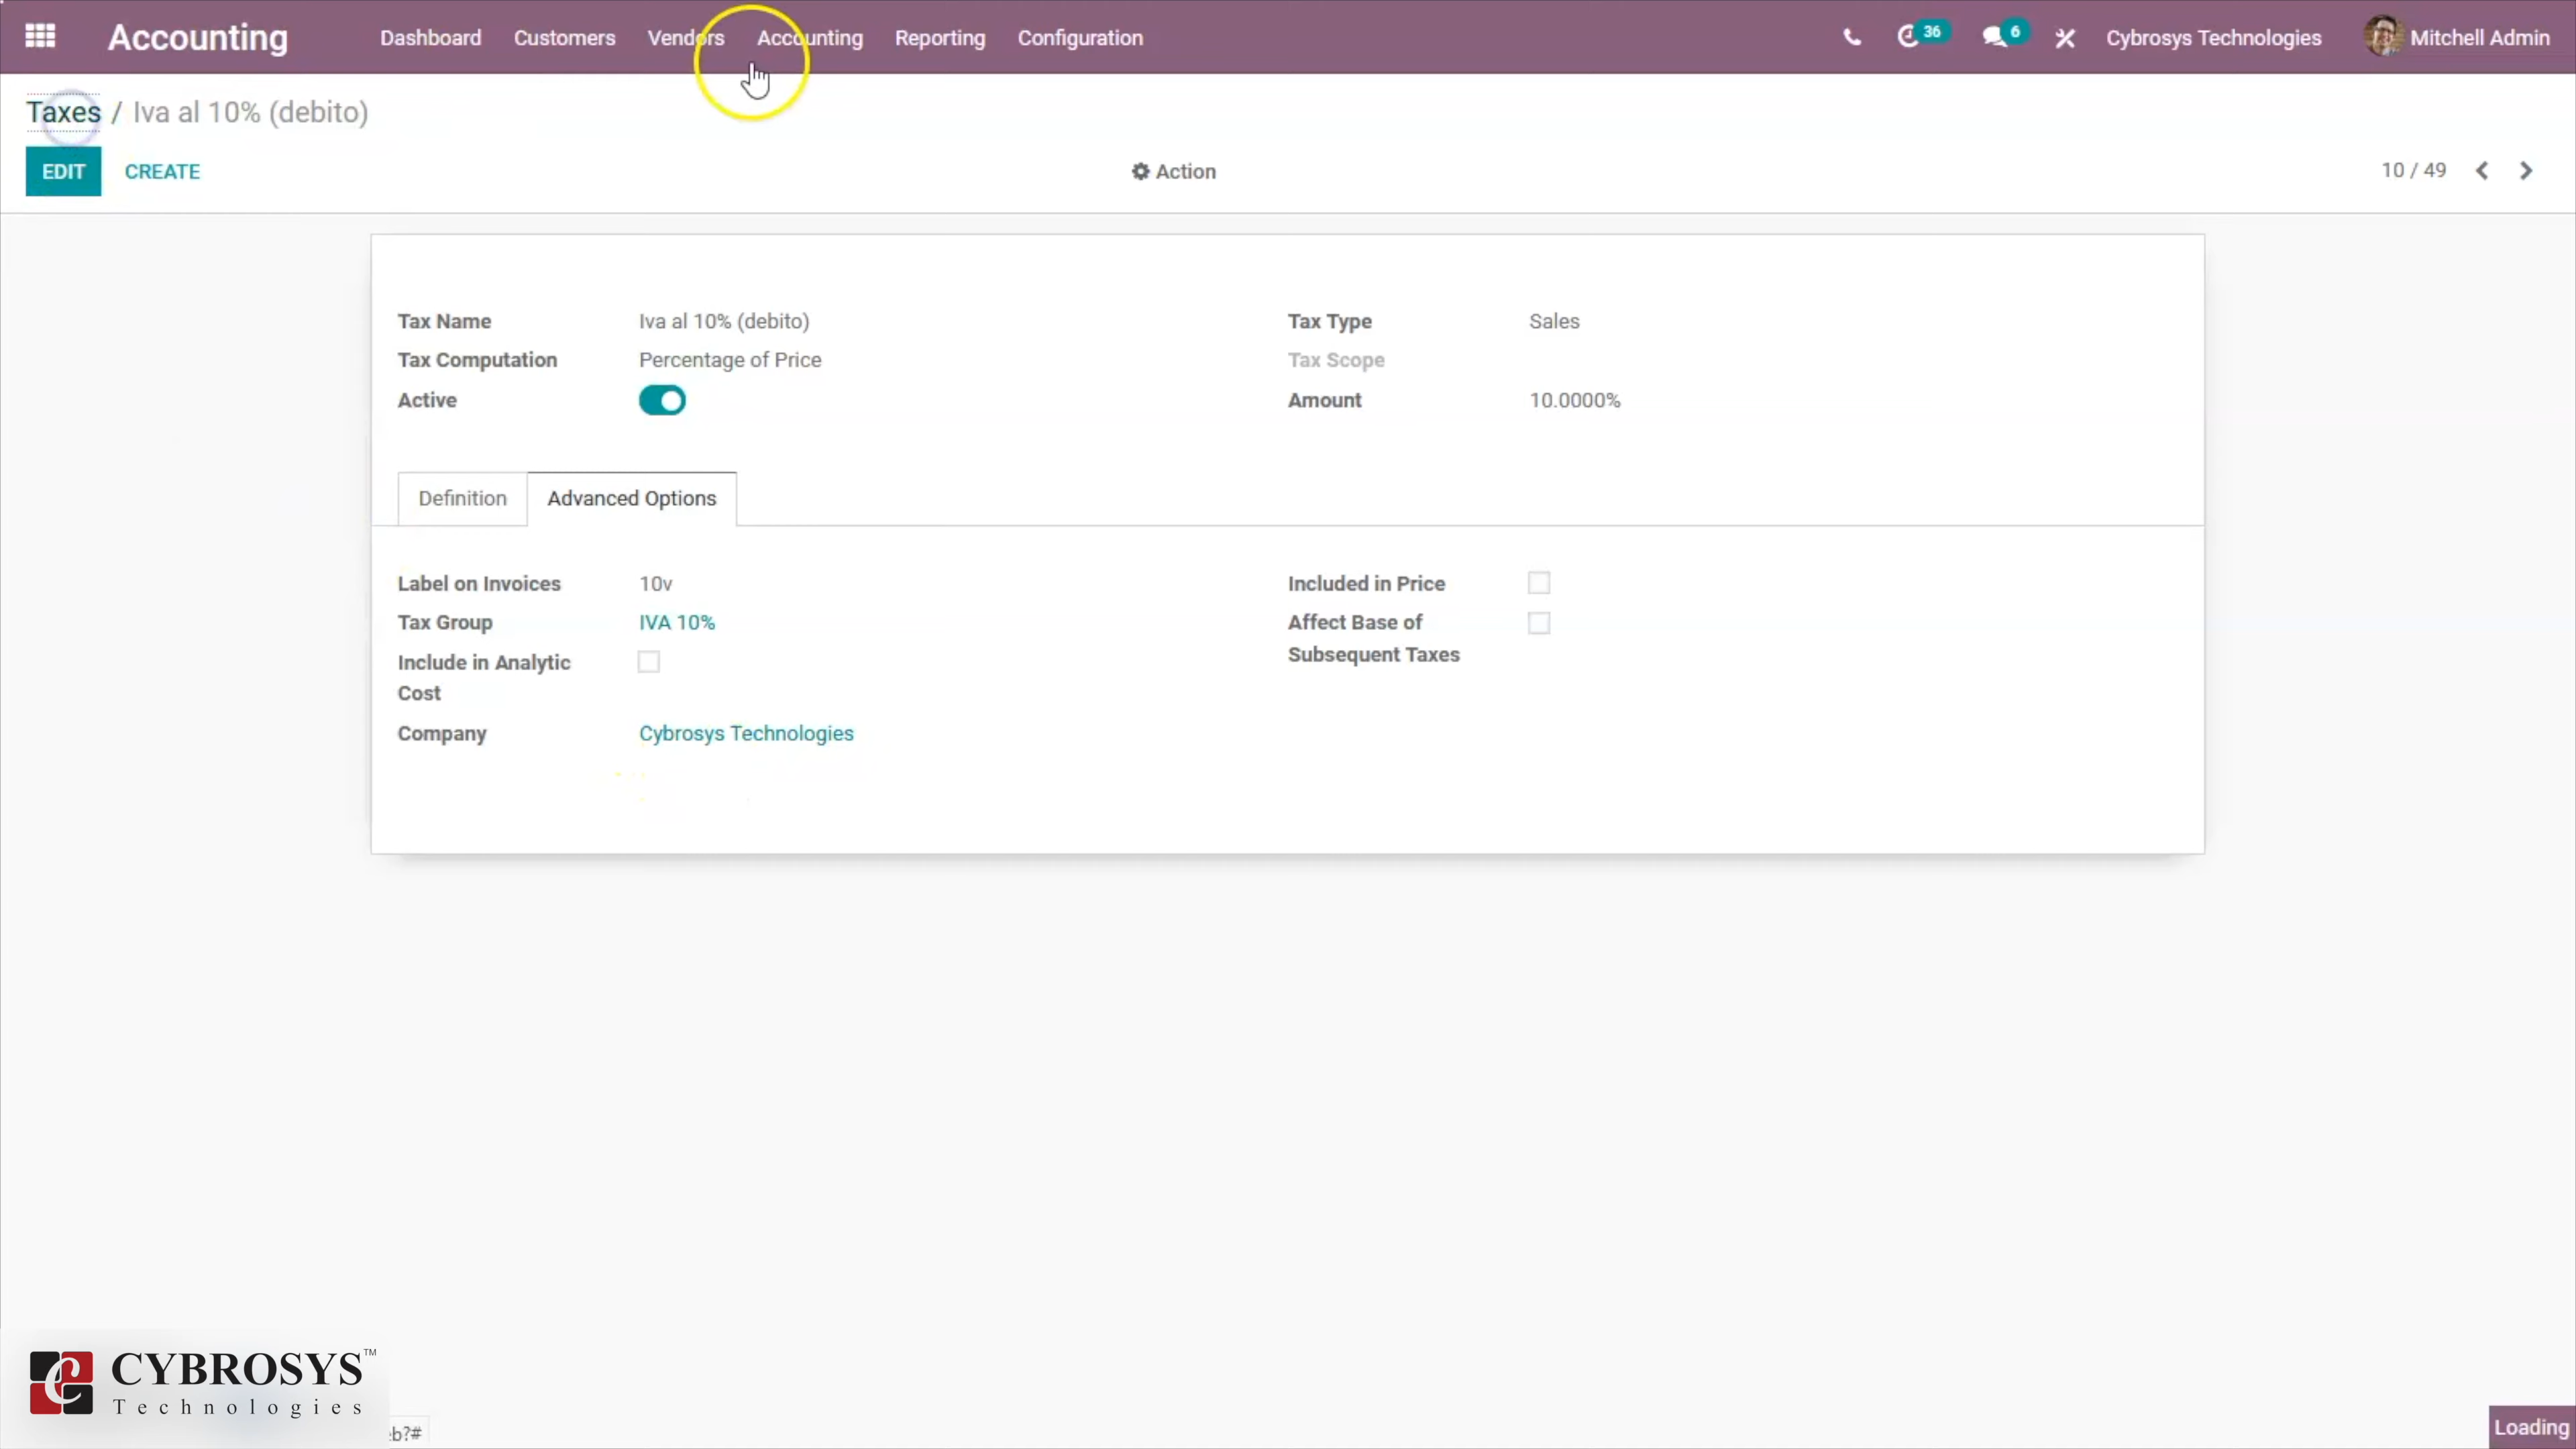 Accounting Dashboard Customers Vendors Accounting Reporting Configuration 36 6 Cybrosys Technologies Mitchell Admin
Taxes / Iva al 10% (debito)
EDIT CREATE Action 10 / 49
Tax Name Iva al 10% (debito) Tax Type Sales
Tax Computation Percentage of Price Tax Scope
Active Amount 10.0000%
Definition Advanced Options
Label on Invoices 10v Included in Price
Tax Group IVA 10% Affect Base of
Subsequent Taxes
Include in Analytic
Cost
Company Cybrosys Technologies
CYBROSYS™
Technologies
b?#
Loading